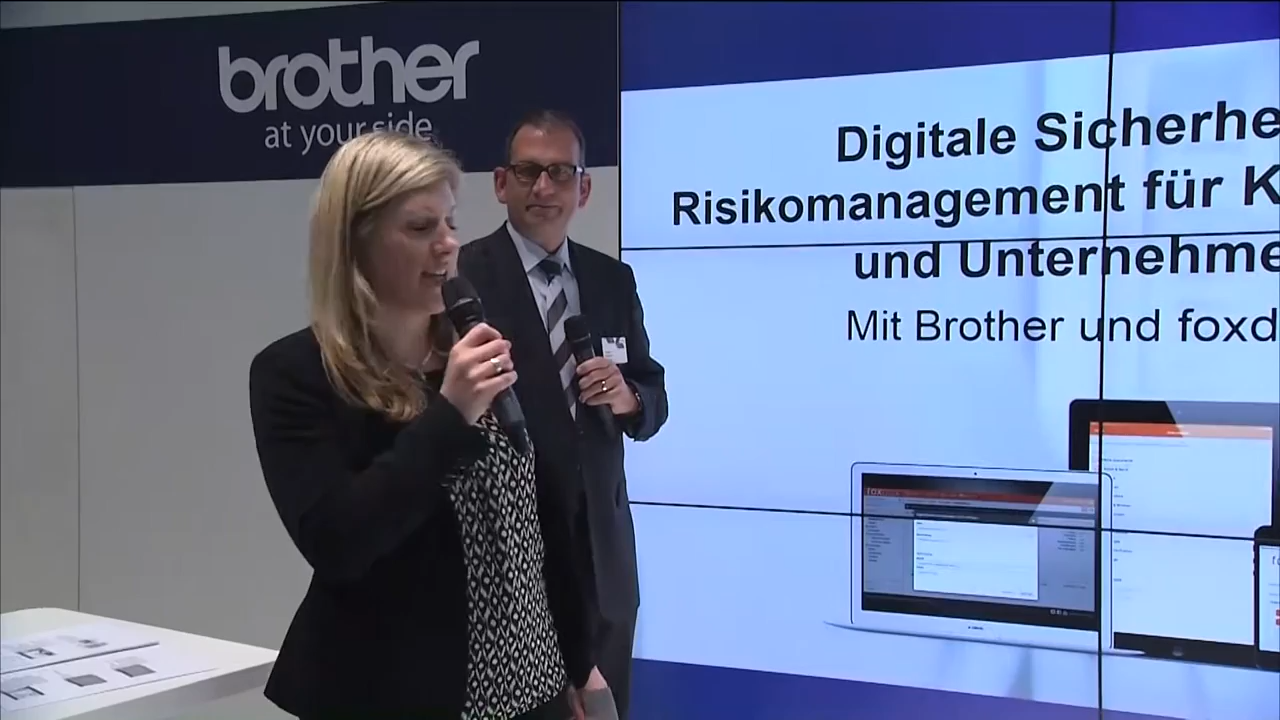 brother
at your side
Digitale Sicherhe
Risikomanagement für K
und Unternehme
Mit Brother und foxd